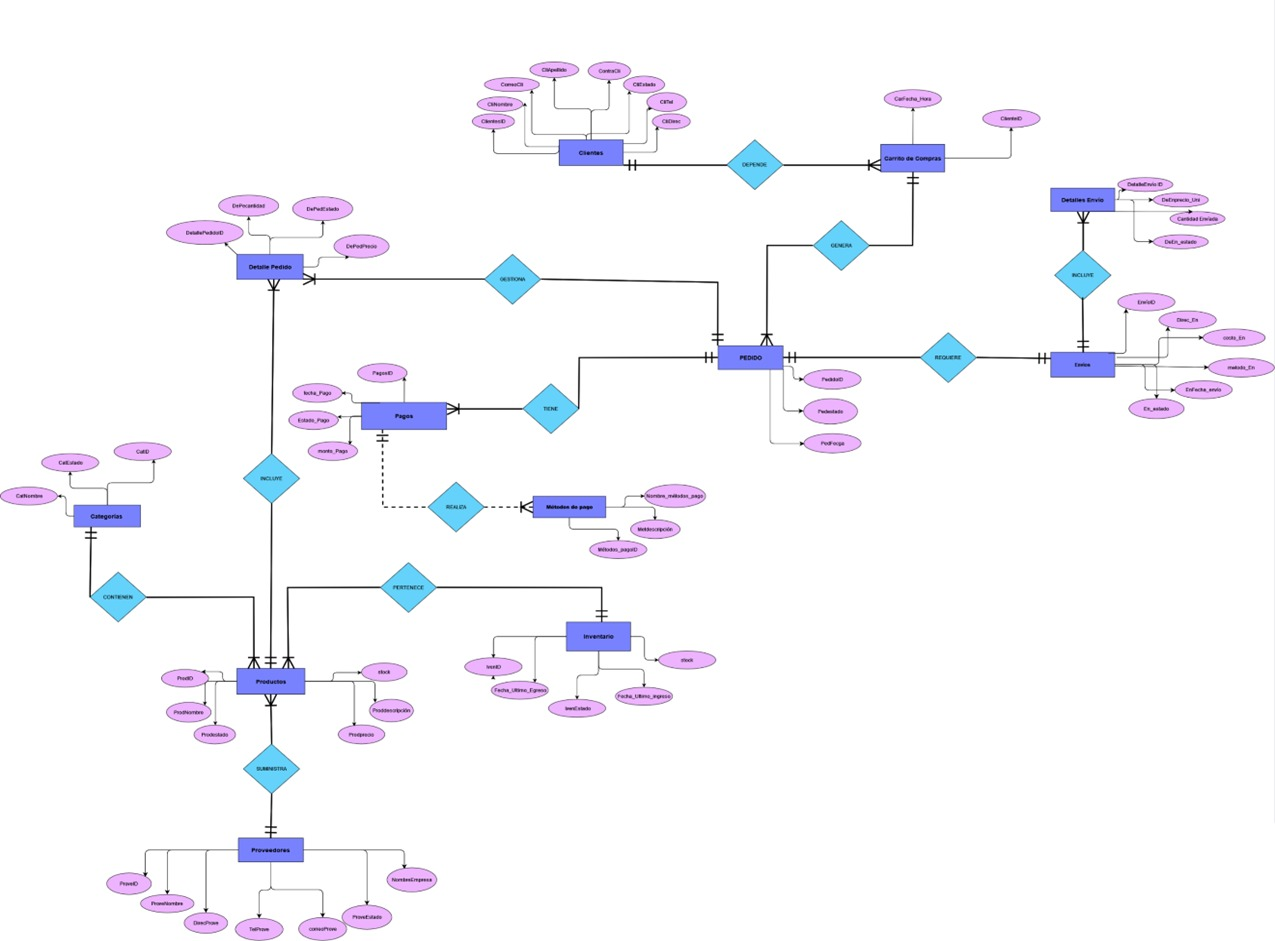 CliApellido
ContraCli
CorreoCli
CliEstado
CliNombre
CliTel
ClientesID
CliDirec
Clientes
DEPENDE
CarFecha_Hora
ClienteID
Carrito de Compras
GENERA
DetalleEnvio ID
DeEnprecio_Uni
Cantidad Enviada
DeEn_estado
Detalles Envio
INCLUYE
DePecantidad
DePedEstado
DetallePedidoID
DePedPrecio
Detalle Pedido
GESTIONA
PEDIDO
PedidoID
Pedestado
PedFecga
REQUIERE
Envios
EnvioID
Direc_En
costo_En
metodo_En
EnFecha_envio
En_estado
PagosID
fecha_Pago
Estado_Pago
monto_Pago
Pagos
TIENE
INCLUYE
REALIZA
Métodos de pago
Nombre_métodos_pago
Metdescripción
Métodos_pagoID
CatEstado
CatID
CatNombre
Categorías
CONTIENEN
PERTENECE
Inventario
InvenID
Fecha_Ultimo_Egreso
IvenEstado
Fecha_Ultimo_ingreso
stock
Productos
ProdID
ProdNombre
Prodestado
stock
Proddescripción
Prodprecio
SUMINISTRA
Proveedores
ProveID
ProveNombre
DirecProve
TelProve
correoProve
ProveEstado
NombreEmpresa